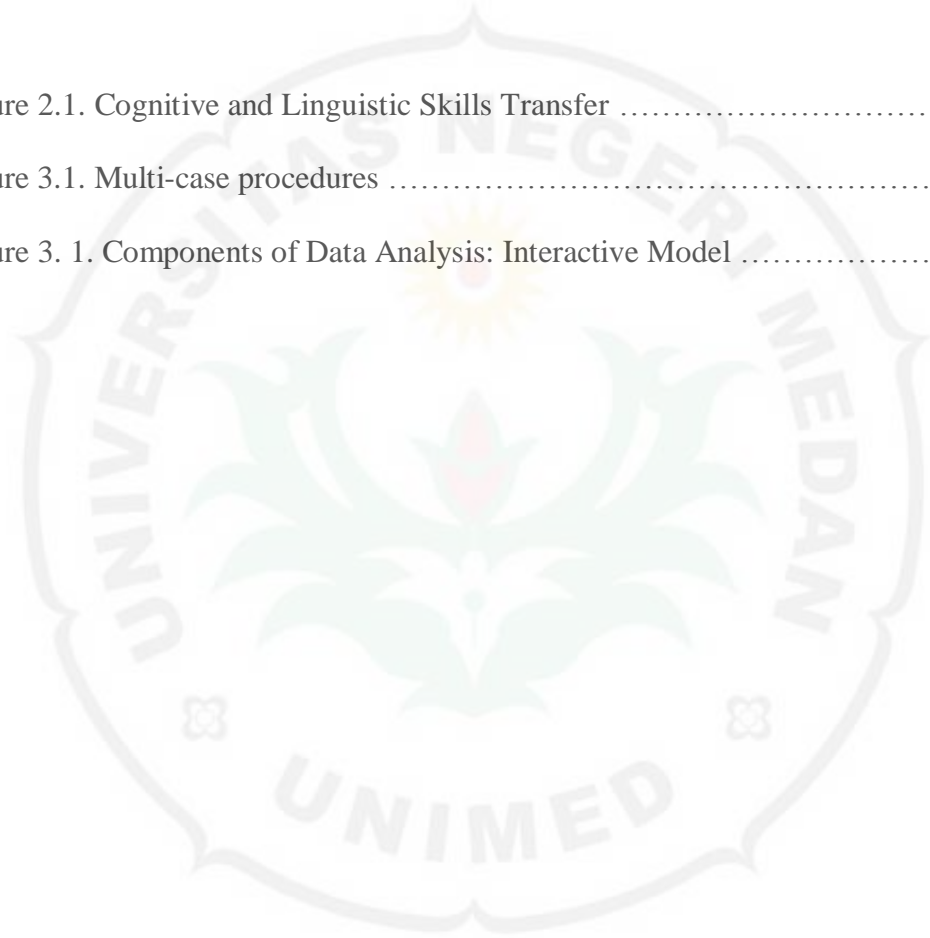 ure 2.1. Cognitive and Linguistic Skills Transfer ................................
ure 3.1. Multi-case procedures ......................................................
ure 3. 1. Components of Data Analysis: Interactive Model ..................
UNIVERSITAS NEGERI MEDAN
UNIMED